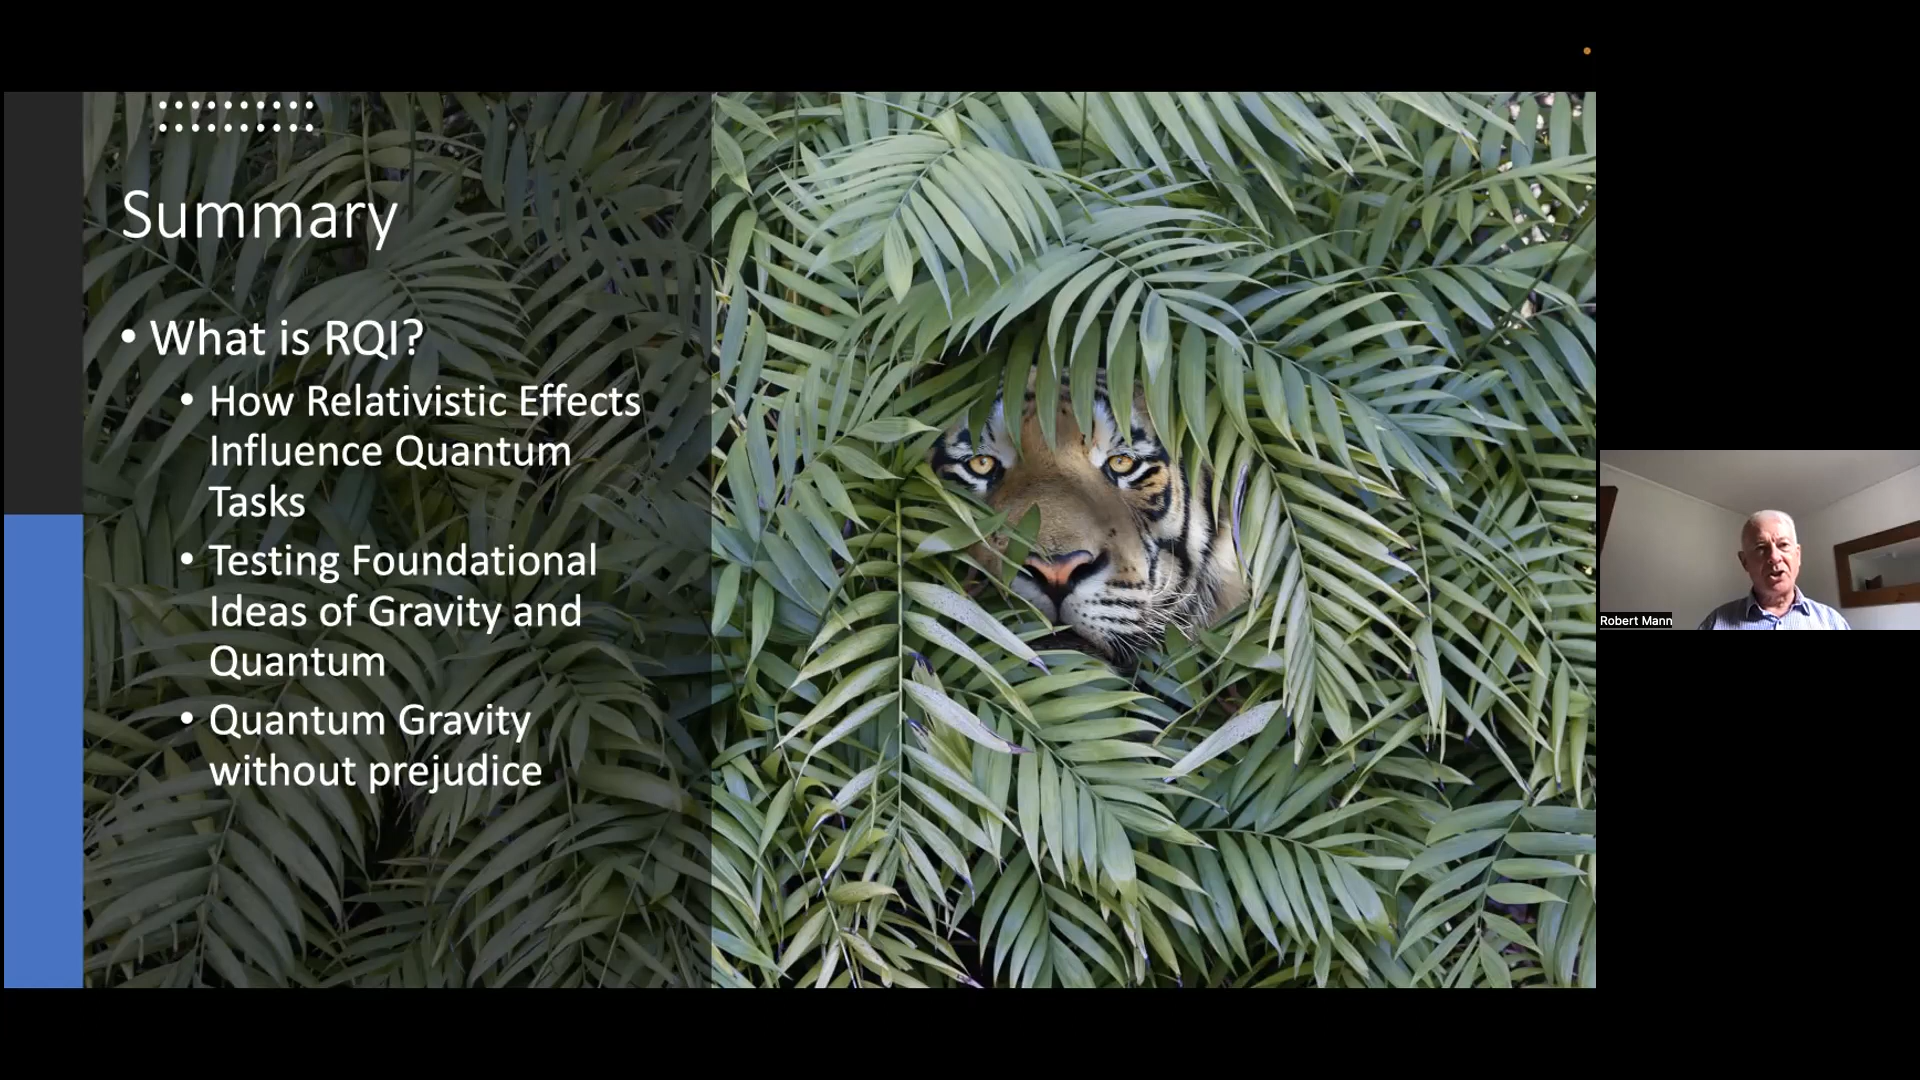 Summary
• What is RQI?
• How Relativistic Effects
Influence Quantum
Tasks
• Testing Foundational
Ideas of Gravity and
Quantum
• Quantum Gravity
without prejudice
Robert Mann